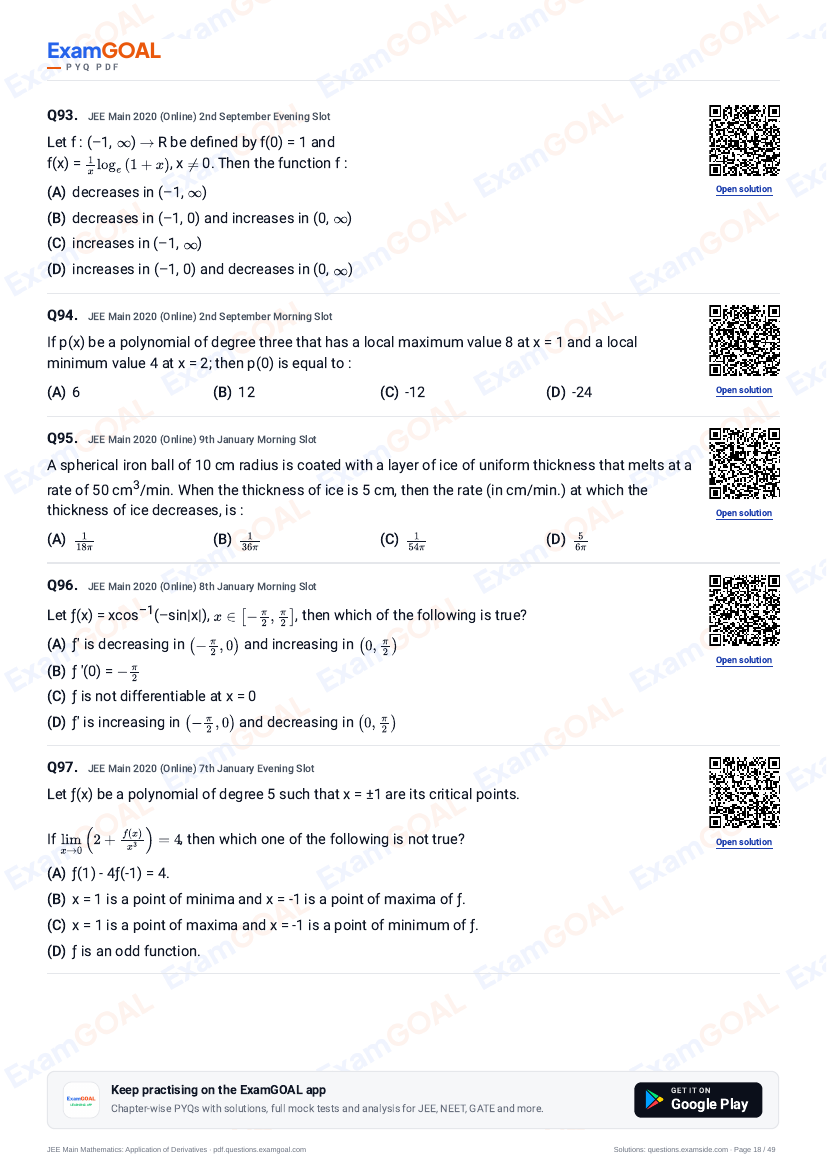 ExamGOAL
PYQ PDF
Q93. JEE Main 2020 (Online) 2nd September Evening Slot
Let f : (−1, ∞) → R be defined by f(0) = 1 and
f(x) = 1/x logₑ (1 + x), x ≠ 0. Then the function f :
Open solution
(A) decreases in (−1, ∞)
(B) decreases in (−1, 0) and increases in (0, ∞)
(C) increases in (−1, ∞)
(D) increases in (−1, 0) and decreases in (0, ∞)
Q94. JEE Main 2020 (Online) 2nd September Morning Slot
If p(x) be a polynomial of degree three that has a local maximum value 8 at x = 1 and a local
minimum value 4 at x = 2; then p(0) is equal to :
(A) 6 (B) 12 (C) -12 (D) -24
Open solution
Q95. JEE Main 2020 (Online) 9th January Morning Slot
A spherical iron ball of 10 cm radius is coated with a layer of ice of uniform thickness that melts at a
rate of 50 cm³/min. When the thickness of ice is 5 cm, then the rate (in cm/min.) at which the
thickness of ice decreases, is :
Open solution
(A) 1/18π (B) 1/36π (C) 1/54π (D) 5/6π
Q96. JEE Main 2020 (Online) 8th January Morning Slot
Let ƒ(x) = xcos⁻¹(−sin|x|), x ∈ [−π/2, π/2], then which of the following is true?
(A) ƒ' is decreasing in (−π/2, 0) and increasing in (0, π/2)
Open solution
(B) ƒ '(0) = −π/2
(C) ƒ is not differentiable at x = 0
(D) ƒ' is increasing in (−π/2, 0) and decreasing in (0, π/2)
Q97. JEE Main 2020 (Online) 7th January Evening Slot
Let ƒ(x) be a polynomial of degree 5 such that x = ±1 are its critical points.
If lim x→0 (2 + f(x)/x³) = 4, then which one of the following is not true?
Open solution
(A) ƒ(1) - 4ƒ(-1) = 4.
(B) x = 1 is a point of minima and x = -1 is a point of maxima of ƒ.
(C) x = 1 is a point of maxima and x = -1 is a point of minimum of ƒ.
(D) ƒ is an odd function.
Keep practising on the ExamGOAL app
Chapter-wise PYQs with solutions, full mock tests and analysis for JEE, NEET, GATE and more.
GET IT ON
Google Play
JEE Main Mathematics: Application of Derivatives · pdf.questions.examgoal.com
Solutions: questions.examside.com · Page 18 / 49